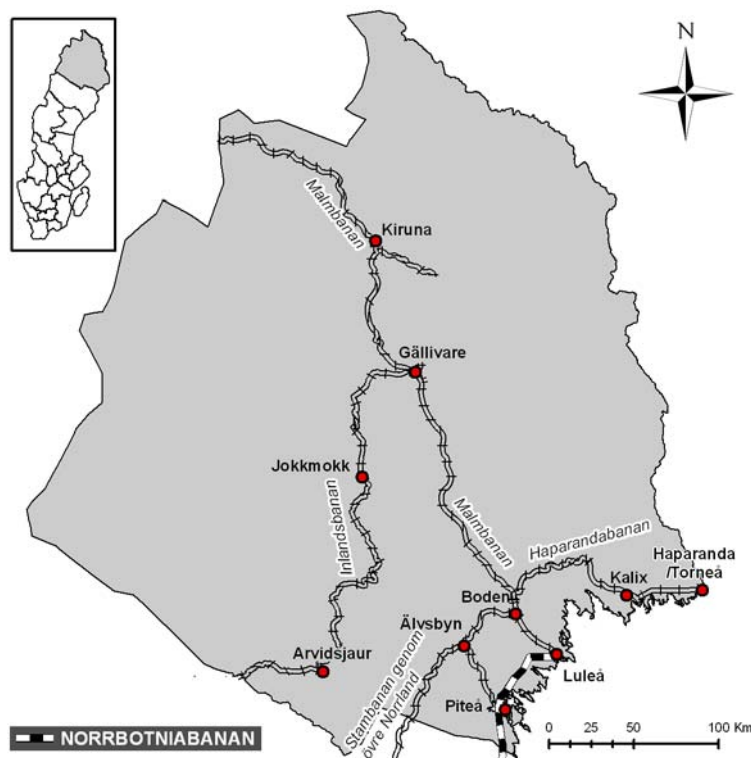 N
Malmbanan
Kiruna
Gällivare
Jokkmokk
Inlandsbanan
Malmbanan
Haparandabanan
Haparanda
/Torneå
Kalix
Boden
Älvsbyn
Stambanan genom
övre Norrland
Arvidsjaur
Luleå
Piteå
NORRBOTNIABANAN
0 25 50 100 Km